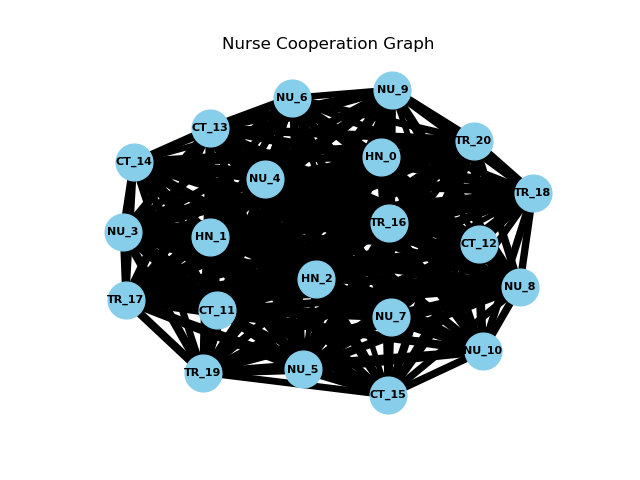 Nurse Cooperation Graph
NU_9
NU_6
CT_13
TR_20
HN_0
CT_14
NU_4
TR_18
TR_16
NU_3
HN_1
CT_12
HN_2
NU_8
TR_17
CT_11
NU_7
NU_10
NU_5
TR_19
CT_15